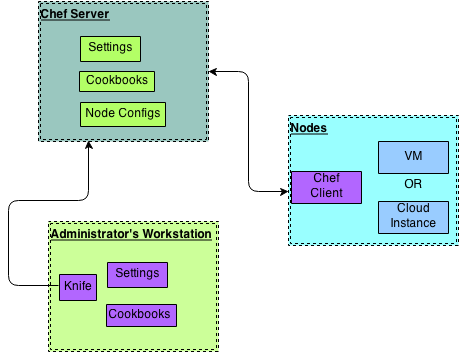 Chef Server
Settings
Cookbooks
Node Configs
Nodes
Chef
Client
VM
OR
Cloud
Instance
Administrator's Workstation
Knife
Settings
Cookbooks